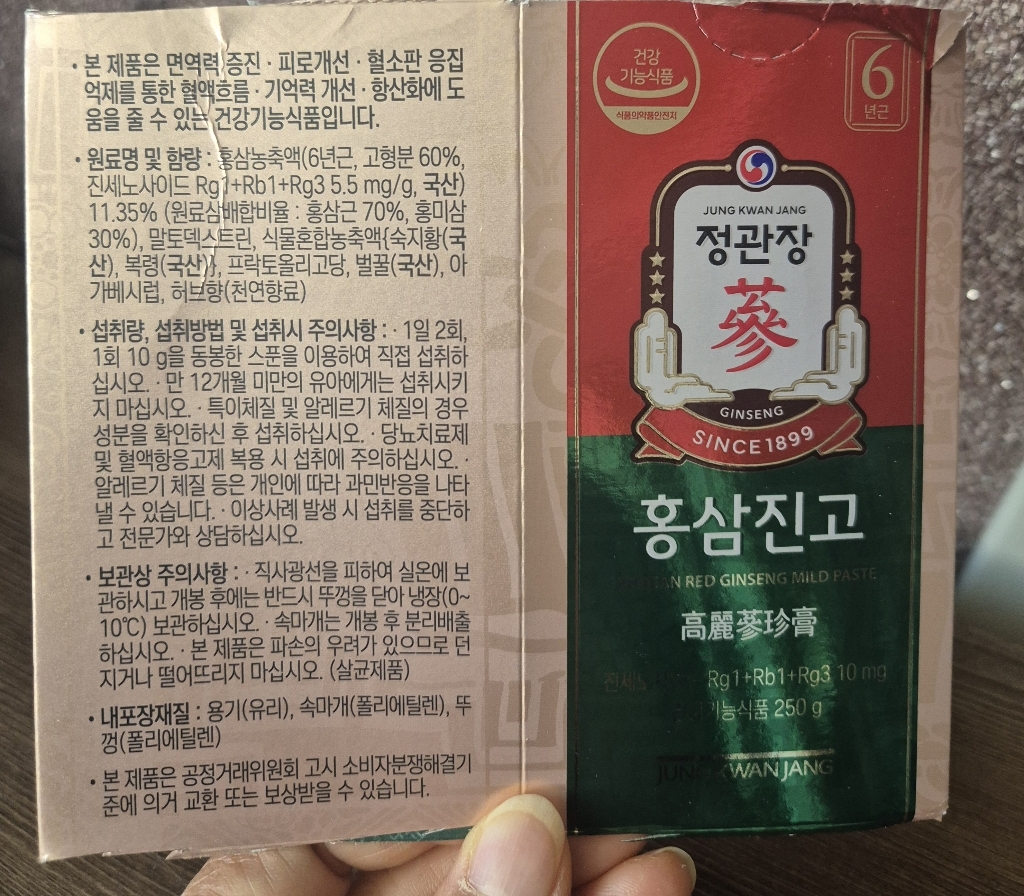 · 본 제품은 면역력 증진 · 피로개선 · 혈소판 응집
억제를 통한 혈액흐름 · 기억력 개선 · 항산화에 도
움을 줄 수 있는 건강기능식품입니다.
· 원료명 및 함량 : 홍삼농축액(6년근, 고형분 60%,
진세노사이드 Rg1+Rb1+Rg3 5.5 mg/g, 국산)
11.35% (원료삼배합비율 : 홍삼근 70%, 홍미삼
30%), 말토덱스트린, 식물혼합농축액{숙지황(국
산), 복령(국산)}, 프락토올리고당, 벌꿀(국산), 아
가베시럽, 허브향(천연향료)
· 섭취량, 섭취방법 및 섭취시 주의사항 : · 1일 2회,
1회 10 g을 동봉한 스푼을 이용하여 직접 섭취하
십시오. · 만 12개월 미만의 유아에게는 섭취시키
지 마십시오. · 특이체질 및 알레르기 체질의 경우
성분을 확인하신 후 섭취하십시오. · 당뇨치료제
및 혈액항응고제 복용 시 섭취에 주의하십시오. ·
알레르기 체질 등은 개인에 따라 과민반응을 나타
낼 수 있습니다. · 이상사례 발생 시 섭취를 중단하
고 전문가와 상담하십시오.
· 보관상 주의사항 : · 직사광선을 피하여 실온에 보
관하시고 개봉 후에는 반드시 뚜껑을 닫아 냉장(0~
10℃) 보관하십시오. · 속마개는 개봉 후 분리배출
하십시오. · 본 제품은 파손의 우려가 있으므로 던
지거나 떨어뜨리지 마십시오. (살균제품)
· 내포장재질 : 용기(유리), 속마개(폴리에틸렌), 뚜
껑(폴리에틸렌)
· 본 제품은 공정거래위원회 고시 소비자분쟁해결기
준에 의거 교환 또는 보상받을 수 있습니다.
건강
기능식품
식품의약품안전처
6
년근
JUNG KWAN JANG
정관장
蔘
GINSENG
SINCE 1899
홍삼진고
RED GINSENG MILD PASTE
高麗蔘珍膏
Rg1+Rb1+Rg3 10 mg
기능식품 250 g
JUNG KWAN JANG